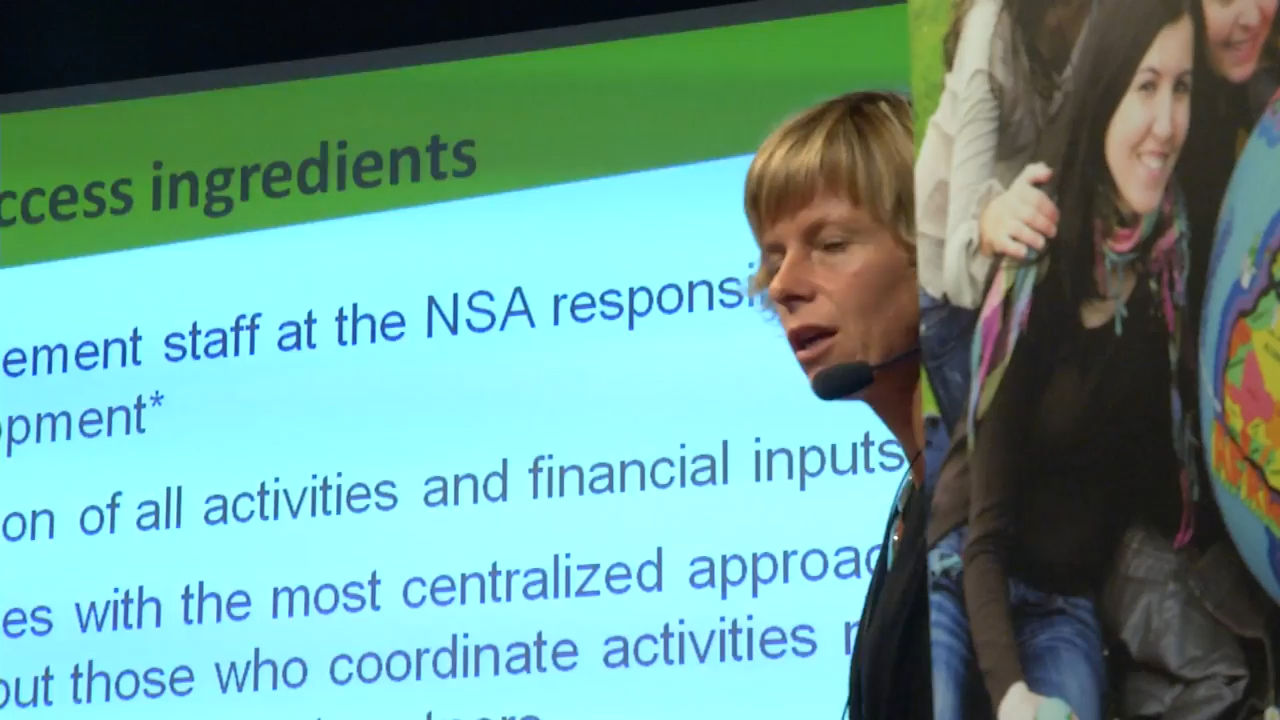 ccess ingredients
ement staff at the NSA responsi
opment*
on of all activities and financial inputs
es with the most centralized approac
out those who coordinate activities